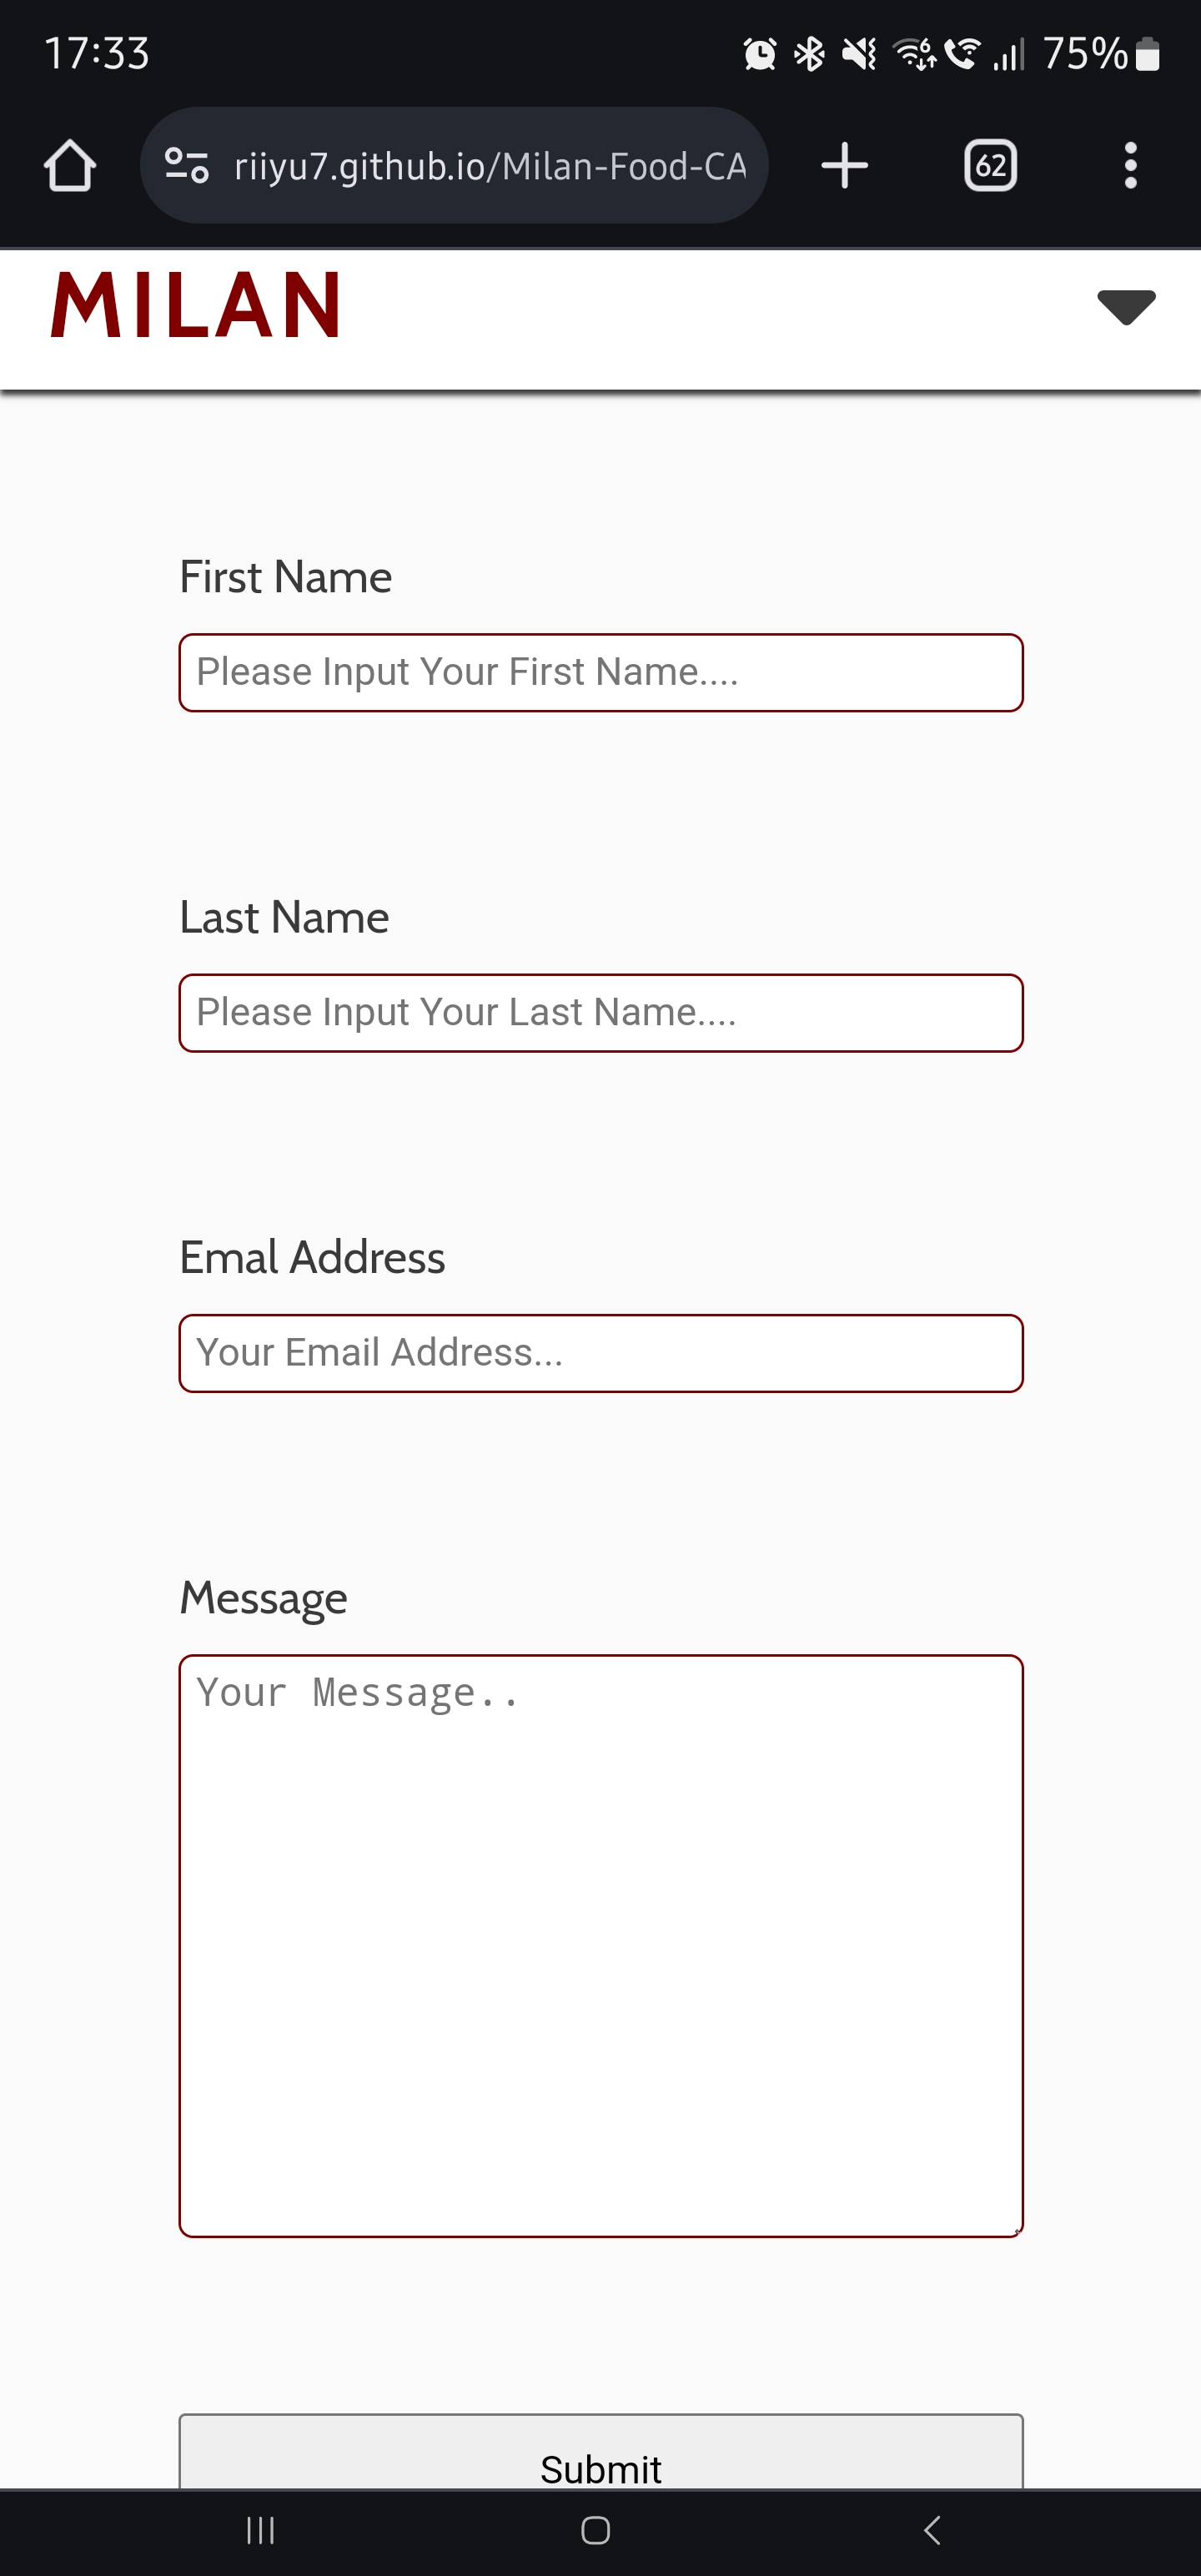 17:33
6
75%
riiyu7.github.io/Milan-Food-CA
62
MILAN
First Name
Please Input Your First Name....
Last Name
Please Input Your Last Name....
Emal Address
Your Email Address...
Message
Your Message..
Submit